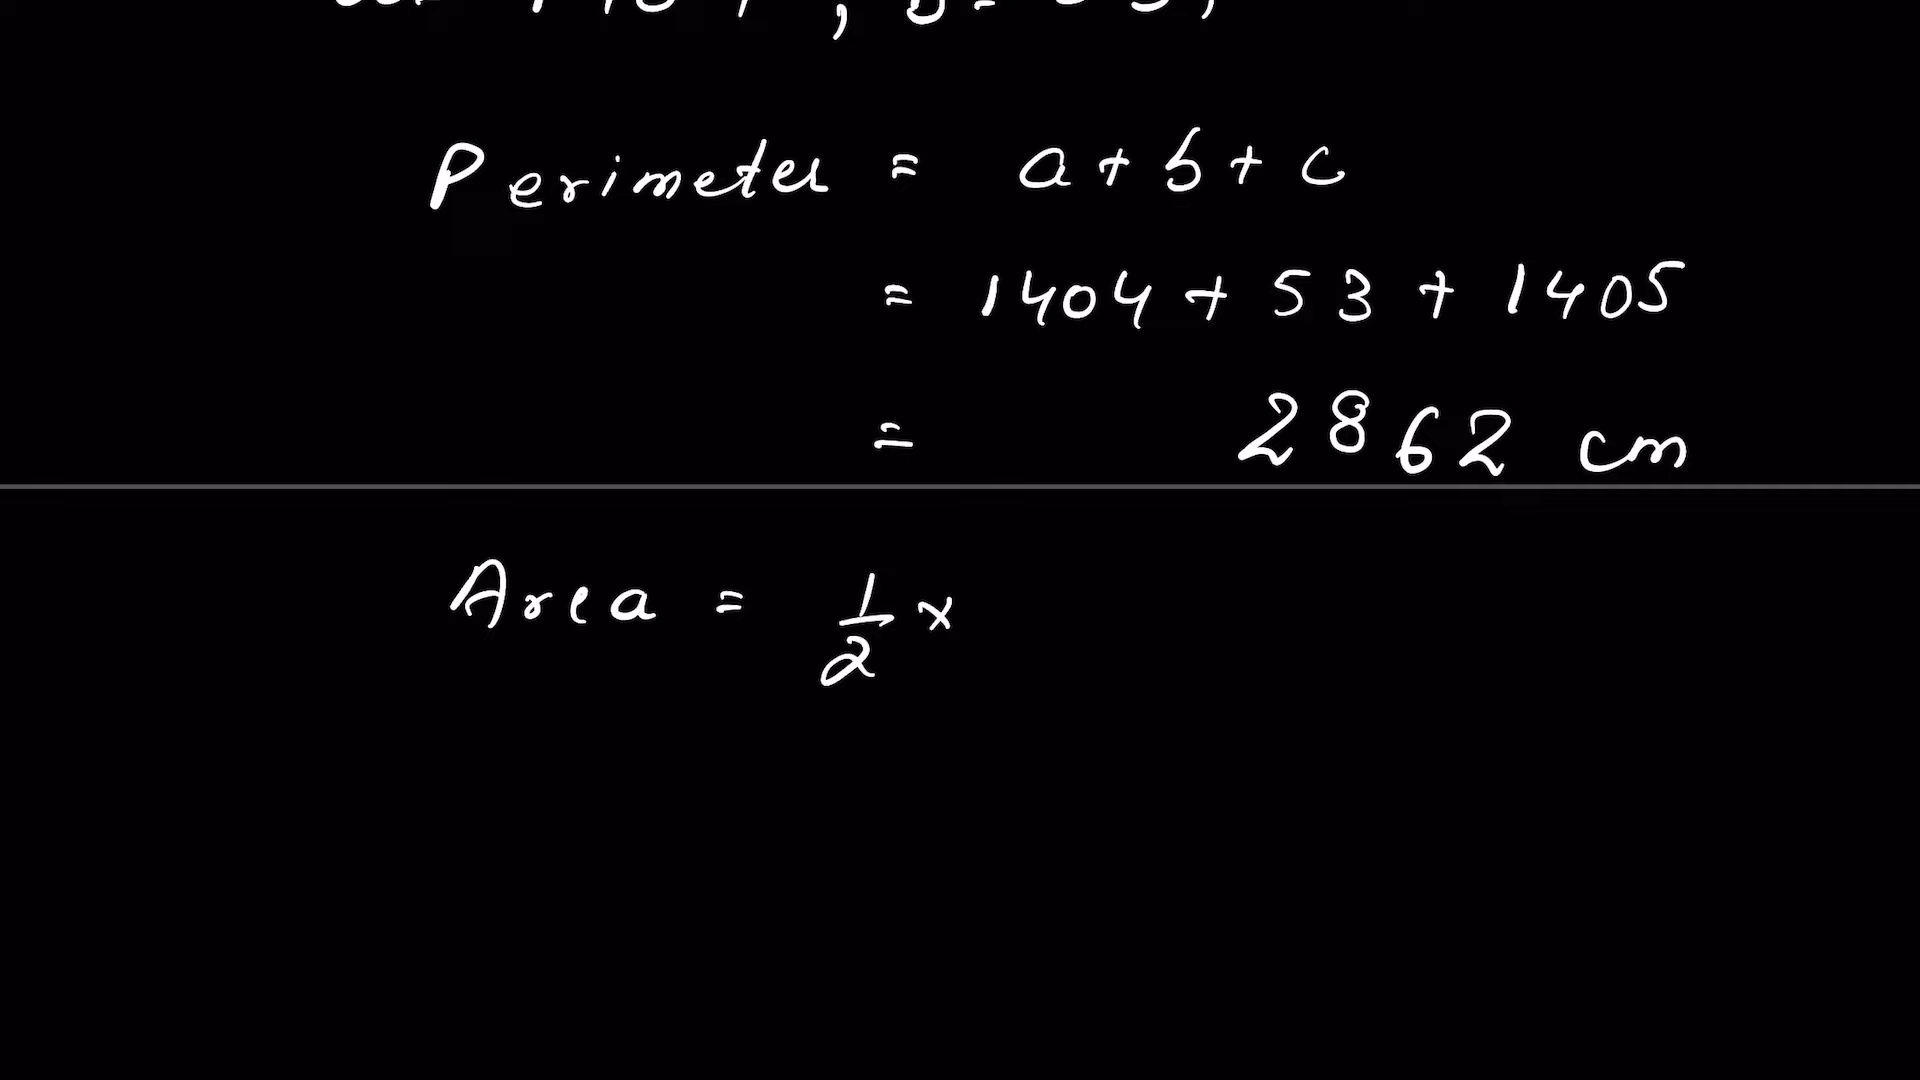 Perimeter = a + b + c
= 1404 + 53 + 1405
= 2862 cm
Area = 1/2 ×